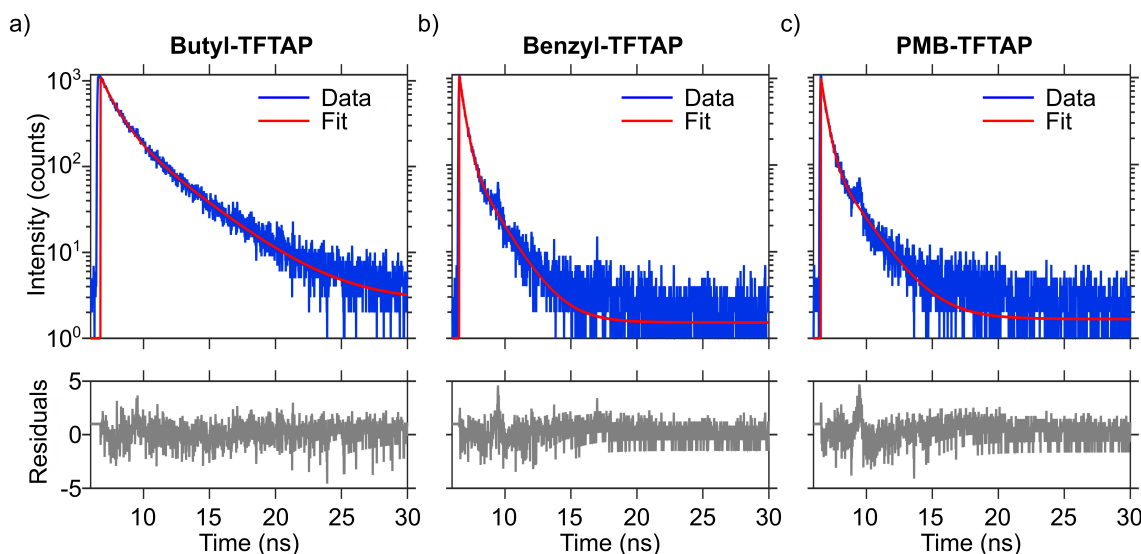 a)
Butyl-TFTAP
b)
Benzyl-TFTAP
c)
PMB-TFTAP
Intensity (counts)
10³
10²
10¹
10⁰
Data
Fit
Data
Fit
Data
Fit
Residuals
5
0
-5
10 15 20 25 30
10 15 20 25 30
10 15 20 25 30
Time (ns)
Time (ns)
Time (ns)